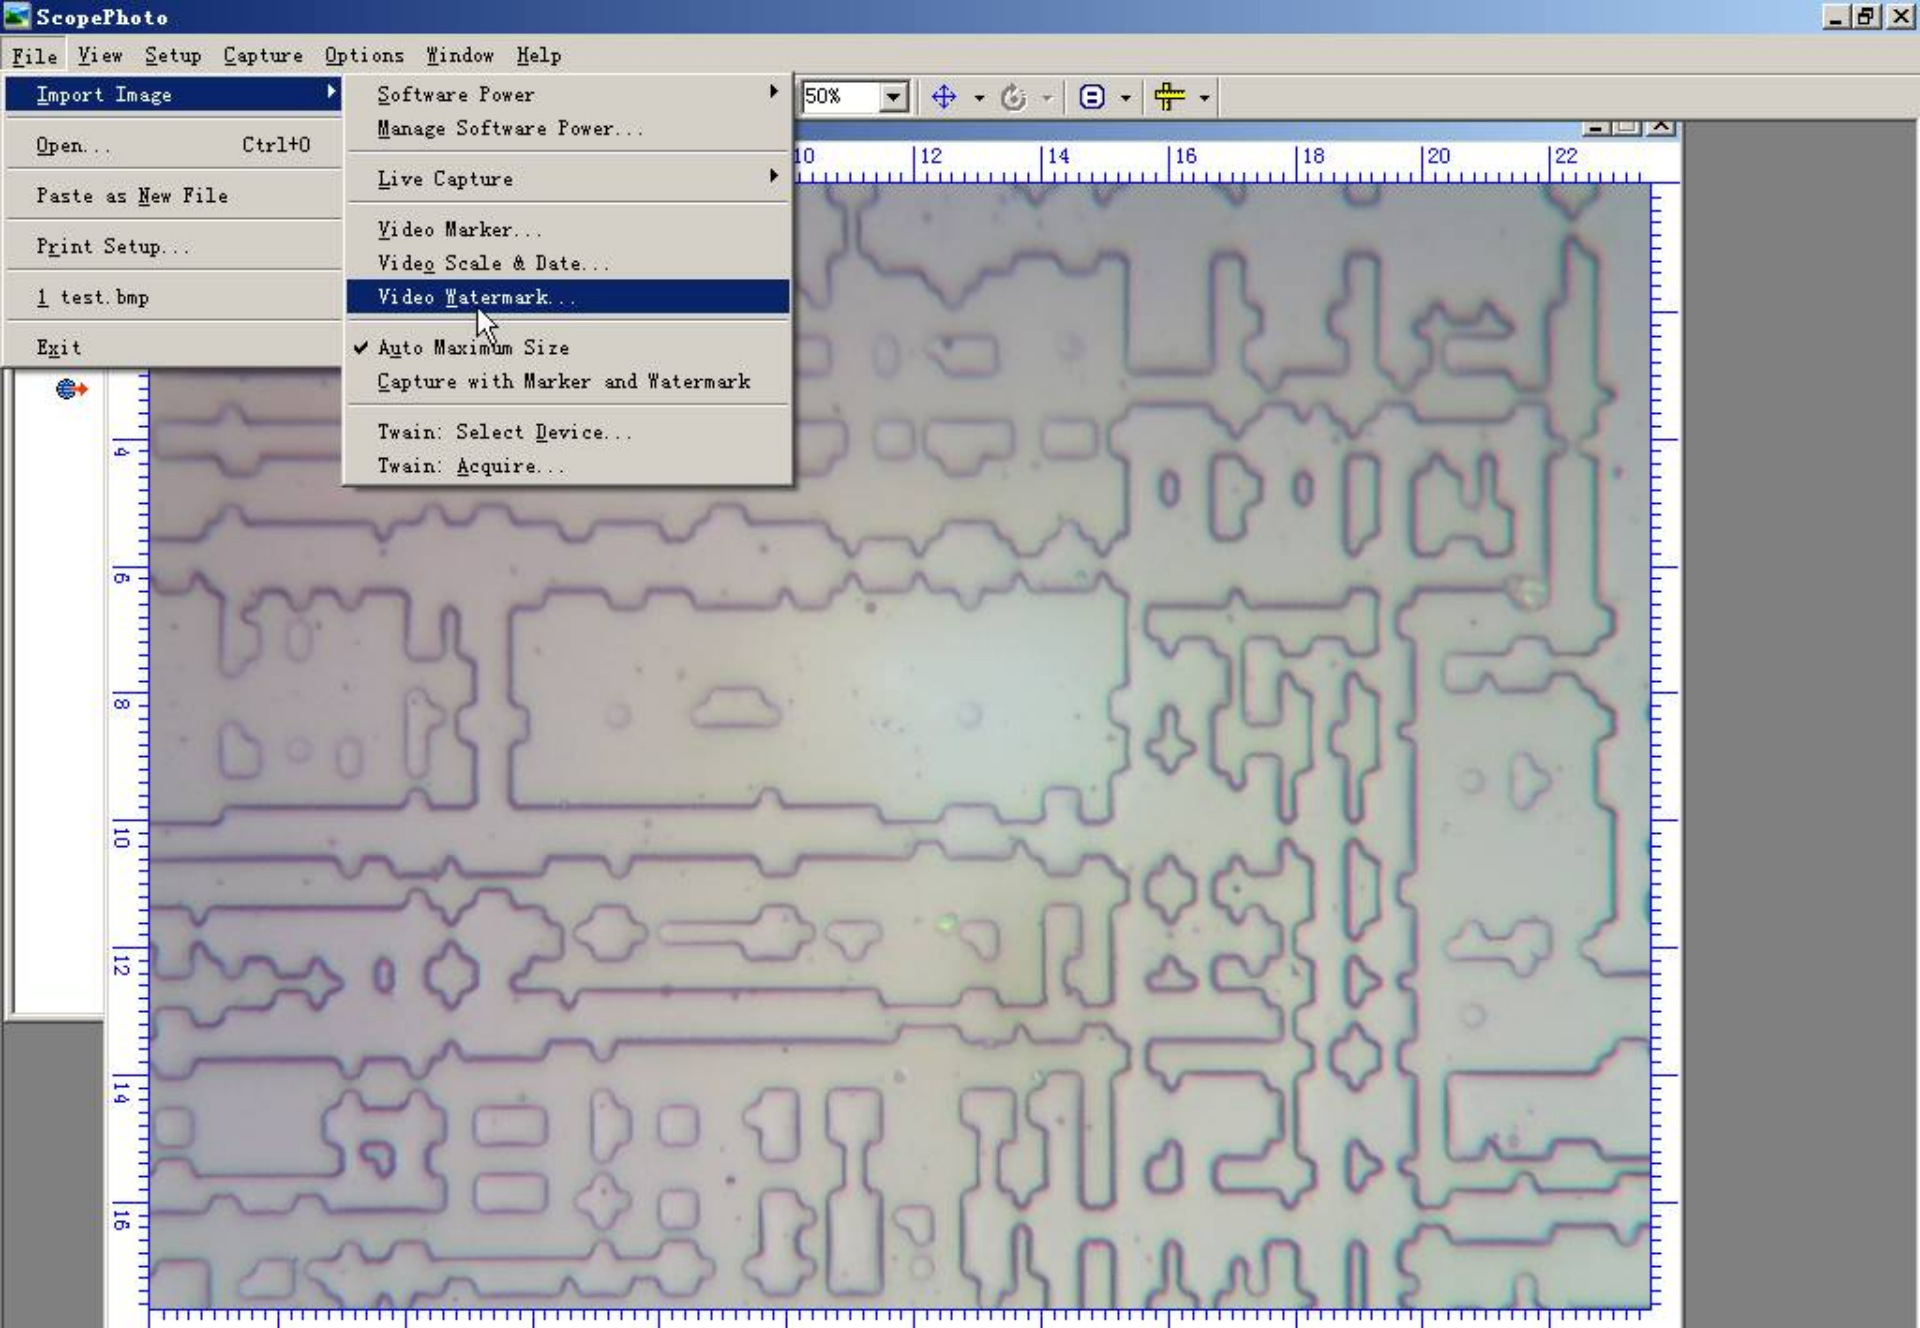 ScopePhoto
File View Setup Capture Options Window Help
Import Image
Open... Ctrl+O
Paste as New File
Print Setup...
1 test.bmp
Exit
Software Power
Manage Software Power...
Live Capture
Video Marker...
Video Scale & Date...
Video Watermark...
Auto Maximum Size
Capture with Marker and Watermark
Twain: Select Device...
Twain: Acquire...
50%
10 12 14 16 18 20 22
4
6
8
10
12
14
16